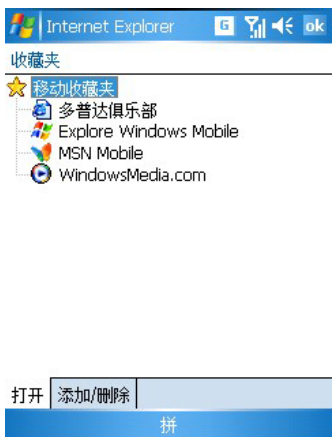 Internet Explorer G ok
收藏夹
移动收藏夹
多普达俱乐部
Explore Windows Mobile
MSN Mobile
WindowsMedia.com
打开 添加/删除
拼